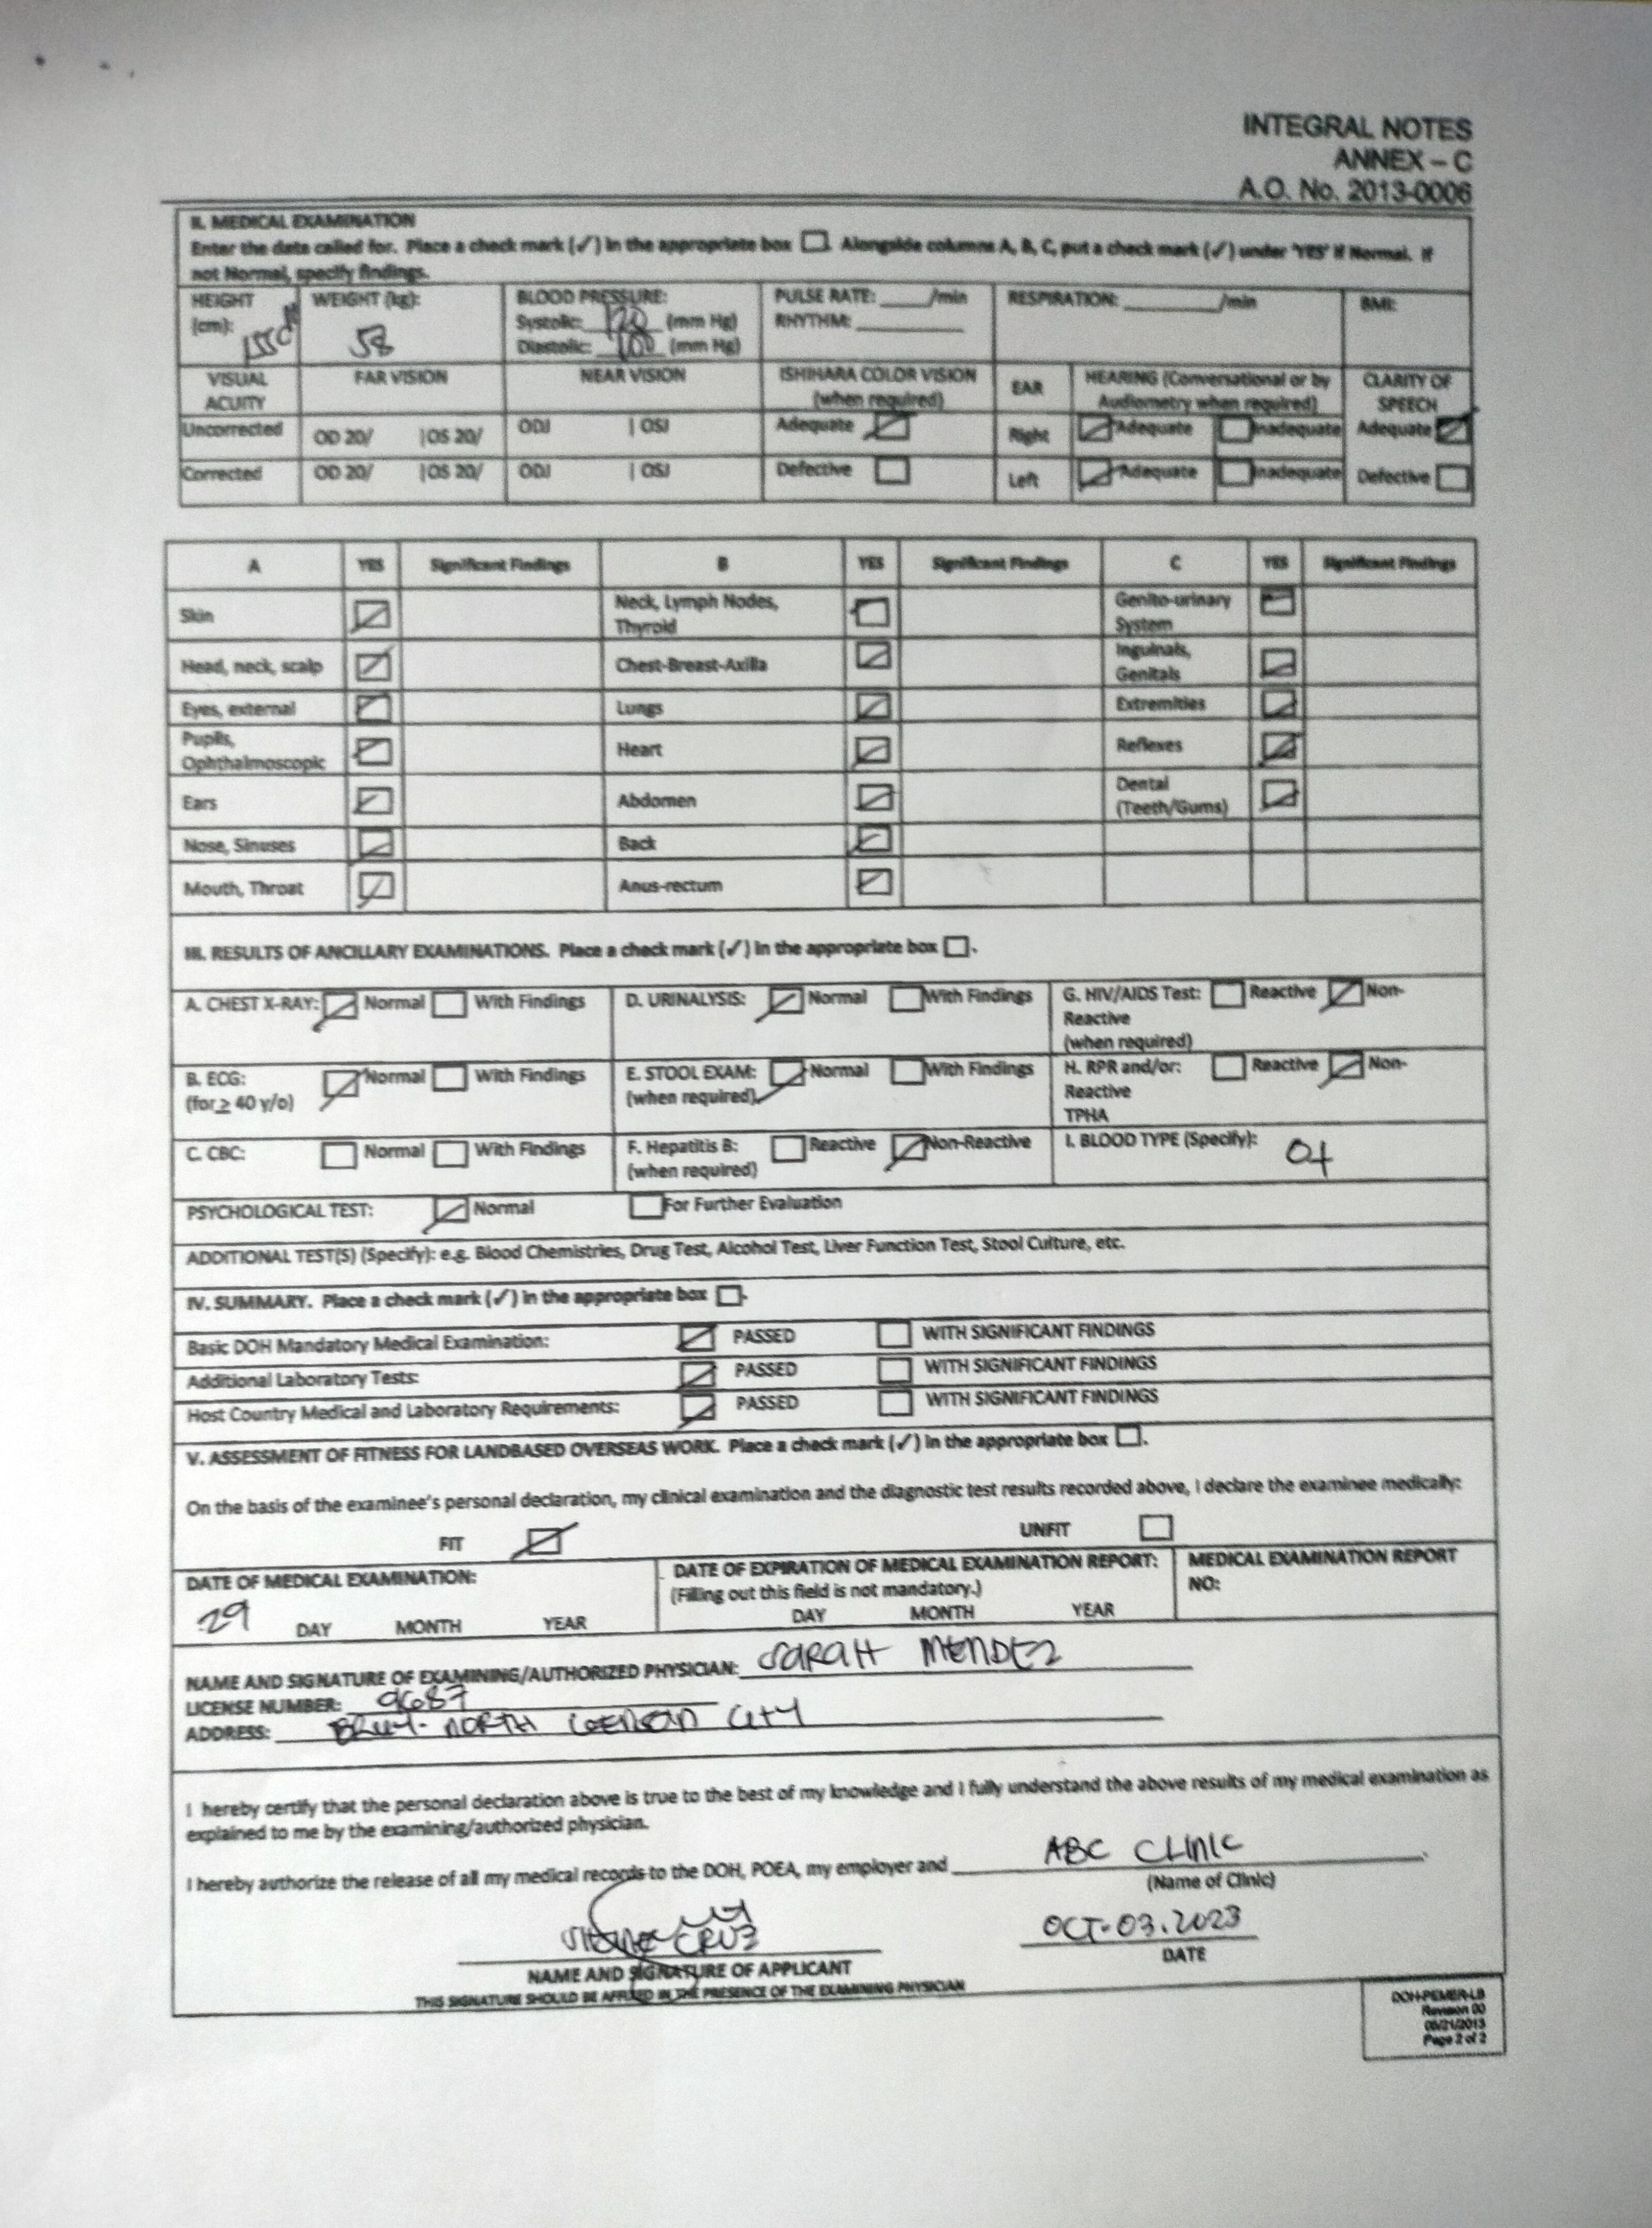 INTEGRAL NOTES
ANNEX – C
A.O. No. 2013-0006
II. MEDICAL EXAMINATION
Enter the date called for. Place a check mark (✓) in the appropriate box ☐. Alongside columns A, B, C, put a check mark (✓) under 'YES' if Normal. If
not Normal, specify findings.
HEIGHT (cm): 155cm
WEIGHT (kg): 58
BLOOD PRESSURE:
Systolic: 120 (mm Hg)
Diastolic: 100 (mm Hg)
PULSE RATE: ____/min
RHYTHM: ____
RESPIRATION: ____/min
BMI:
VISUAL ACUITY FAR VISION NEAR VISION ISHIHARA COLOR VISION (when required) EAR HEARING (Conversational or by Audiometry when required) CLARITY OF SPEECH
Uncorrected OD 20/ |OS 20/ ODJ | OSJ Adequate ☑ Right ☑ Adequate ☐ Inadequate Adequate ☑
Corrected OD 20/ |OS 20/ ODJ | OSJ Defective ☐ Left ☑ Adequate ☐ Inadequate Defective ☐
A YES Significant Findings B YES Significant Findings C YES Significant Findings
Skin ☑ Neck, Lymph Nodes, Thyroid ☑ Genito-urinary System ☑
Head, neck, scalp ☑ Chest-Breast-Axilla ☑ Inguinals, Genitals ☑
Eyes, external ☑ Lungs ☑ Extremities ☑
Pupils, Ophthalmoscopic ☑ Heart ☑ Reflexes ☑
Ears ☑ Abdomen ☑ Dental (Teeth/Gums) ☑
Nose, Sinuses ☑ Back ☑
Mouth, Throat ☑ Anus-rectum ☑
III. RESULTS OF ANCILLARY EXAMINATIONS. Place a check mark (✓) in the appropriate box ☐.
A. CHEST X-RAY: ☑ Normal ☐ With Findings D. URINALYSIS: ☑ Normal ☐ With Findings G. HIV/AIDS Test: ☐ Reactive ☑ Non-
Reactive
(when required)
B. ECG: ☑ Normal ☐ With Findings E. STOOL EXAM: ☑ Normal ☐ With Findings H. RPR and/or: ☐ Reactive ☑ Non-
(for ≥ 40 y/o) (when required) Reactive
TPHA
C. CBC: ☐ Normal ☐ With Findings F. Hepatitis B: ☐ Reactive ☑ Non-Reactive I. BLOOD TYPE (Specify): O+
(when required)
PSYCHOLOGICAL TEST: ☑ Normal ☐ For Further Evaluation
ADDITIONAL TEST(S) (Specify): e.g. Blood Chemistries, Drug Test, Alcohol Test, Liver Function Test, Stool Culture, etc.
IV. SUMMARY. Place a check mark (✓) in the appropriate box ☐.
Basic DOH Mandatory Medical Examination: ☑ PASSED ☐ WITH SIGNIFICANT FINDINGS
Additional Laboratory Tests: ☑ PASSED ☐ WITH SIGNIFICANT FINDINGS
Host Country Medical and Laboratory Requirements: ☑ PASSED ☐ WITH SIGNIFICANT FINDINGS
V. ASSESSMENT OF FITNESS FOR LANDBASED OVERSEAS WORK. Place a check mark (✓) in the appropriate box ☐.
On the basis of the examinee's personal declaration, my clinical examination and the diagnostic test results recorded above, I declare the examinee medically:
FIT ☑ UNFIT ☐
DATE OF MEDICAL EXAMINATION:
29 DAY MONTH YEAR
DATE OF EXPIRATION OF MEDICAL EXAMINATION REPORT:
(Filling out this field is not mandatory.)
DAY MONTH YEAR
MEDICAL EXAMINATION REPORT
NO:
NAME AND SIGNATURE OF EXAMINING/AUTHORIZED PHYSICIAN: SARAH MENDEZ
LICENSE NUMBER: 9687
ADDRESS: NORTH CITY
I hereby certify that the personal declaration above is true to the best of my knowledge and I fully understand the above results of my medical examination as
explained to me by the examining/authorized physician.
I hereby authorize the release of all my medical records to the DOH, POEA, my employer and ABC CLINIC.
(Name of Clinic)
CRUZ OCT-03.2023
NAME AND SIGNATURE OF APPLICANT DATE
THIS SIGNATURE SHOULD BE AFFIXED IN THE PRESENCE OF THE EXAMINING PHYSICIAN
DOH-PEMER-LB
Revision 00
06/21/2013
Page 2 of 2